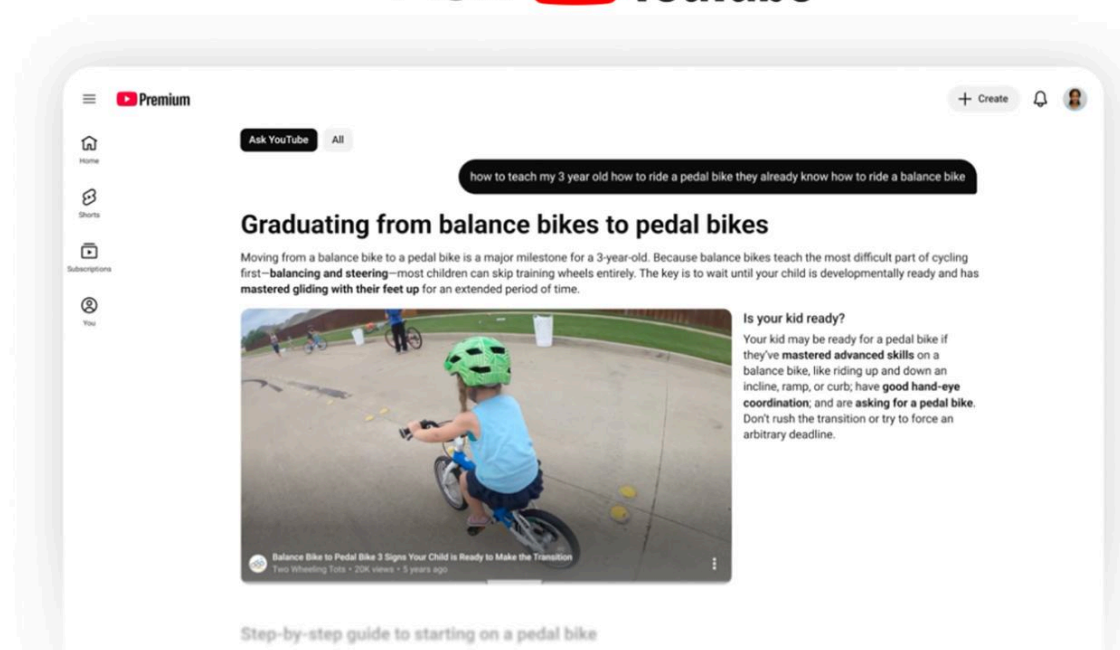 YouTube
Premium
Create
Home
Shorts
Subscriptions
You
Ask YouTube All
how to teach my 3 year old how to ride a pedal bike they already know how to ride a balance bike
Graduating from balance bikes to pedal bikes
Moving from a balance bike to a pedal bike is a major milestone for a 3-year-old. Because balance bikes teach the most difficult part of cycling
first—balancing and steering—most children can skip training wheels entirely. The key is to wait until your child is developmentally ready and has
mastered gliding with their feet up for an extended period of time.
Balance Bike to Pedal Bike 3 Signs Your Child is Ready to Make the Transition
Two Wheeling Tots • 20K views • 5 years ago
Is your kid ready?
Your kid may be ready for a pedal bike if
they've mastered advanced skills on a
balance bike, like riding up and down an
incline, ramp, or curb; have good hand-eye
coordination; and are asking for a pedal bike.
Don't rush the transition or try to force an
arbitrary deadline.
Step-by-step guide to starting on a pedal bike